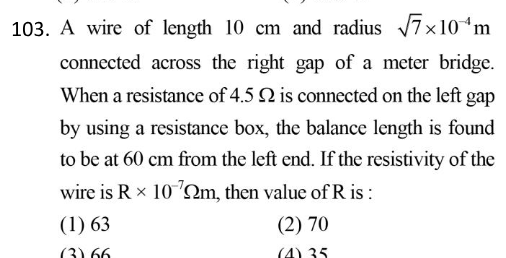 103. A wire of length 10 cm and radius √7×10⁻⁴m
connected across the right gap of a meter bridge.
When a resistance of 4.5 Ω is connected on the left gap
by using a resistance box, the balance length is found
to be at 60 cm from the left end. If the resistivity of the
wire is R × 10⁻⁷Ωm, then value of R is :
(1) 63 (2) 70
(3) 66 (4) 35